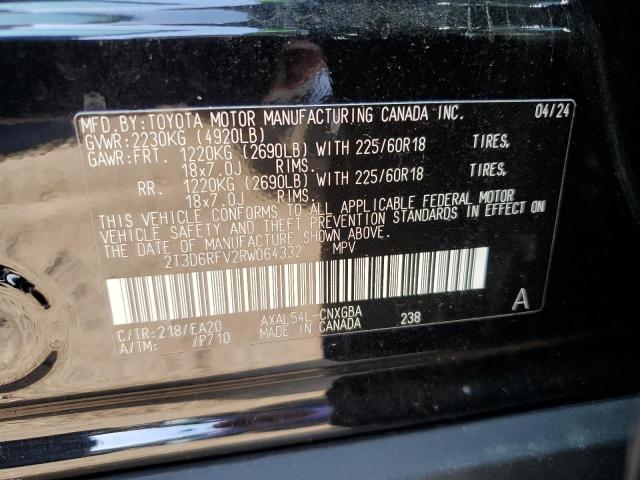 MFD.BY:TOYOTA MOTOR MANUFACTURING CANADA INC. 04/24
GVWR:2230KG (4920LB)
GAWR:FRT. 1220KG (2690LB) WITH 225/60R18 TIRES,
18x7.0J RIMS.
RR. 1220KG (2690LB) WITH 225/60R18 TIRES,
18x7.0J RIMS.
THIS VEHICLE CONFORMS TO ALL APPLICABLE FEDERAL MOTOR
VEHICLE SAFETY AND THEFT PREVENTION STANDARDS IN EFFECT ON
THE DATE OF MANUFACTURE SHOWN ABOVE.
2T3D6RFV2RW064332 MPV
C/TR:218/EA20 AXAL54L-CNXGBA 238 A
A/TM: /P710 MADE IN CANADA